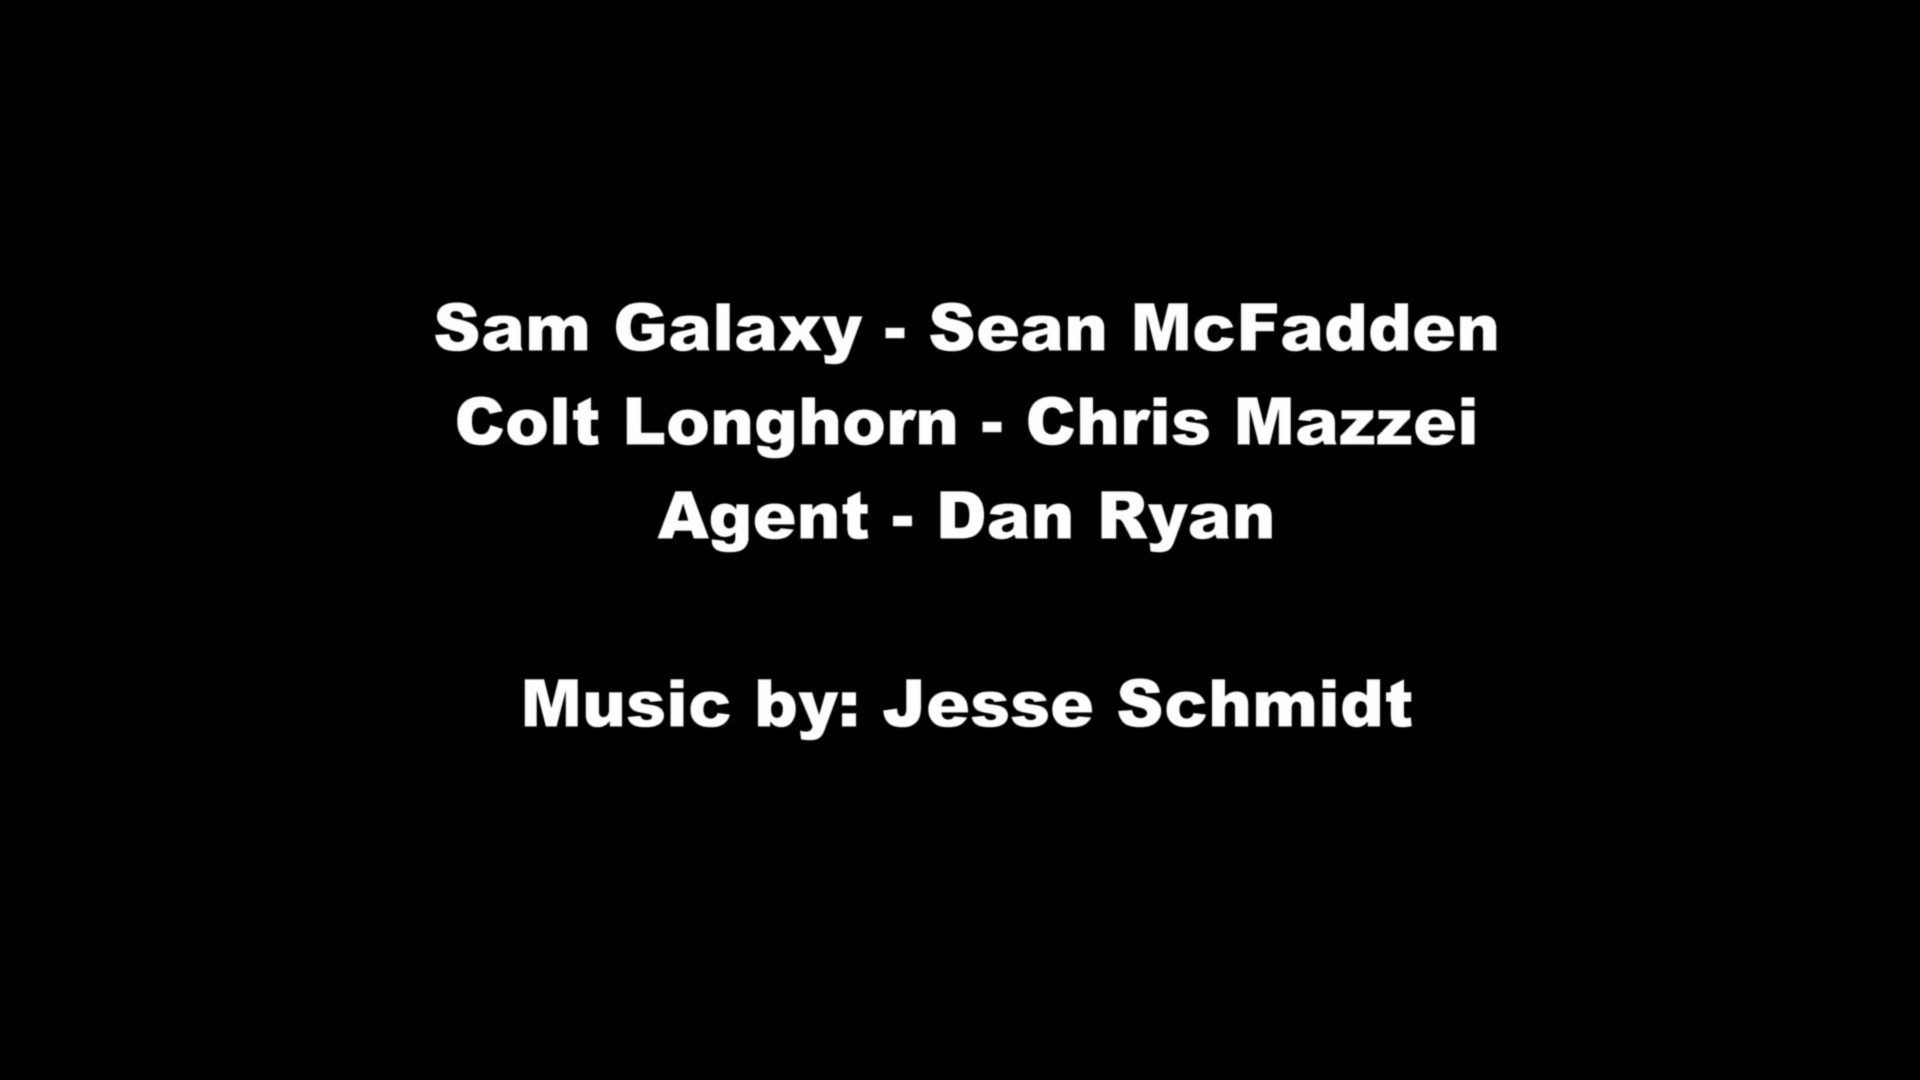 Sam Galaxy - Sean McFadden
Colt Longhorn - Chris Mazzei
Agent - Dan Ryan
Music by: Jesse Schmidt